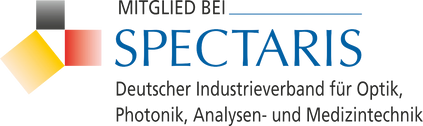 MITGLIED BEI
SPECTARIS
Deutscher Industrieverband für Optik,
Photonik, Analysen- und Medizintechnik